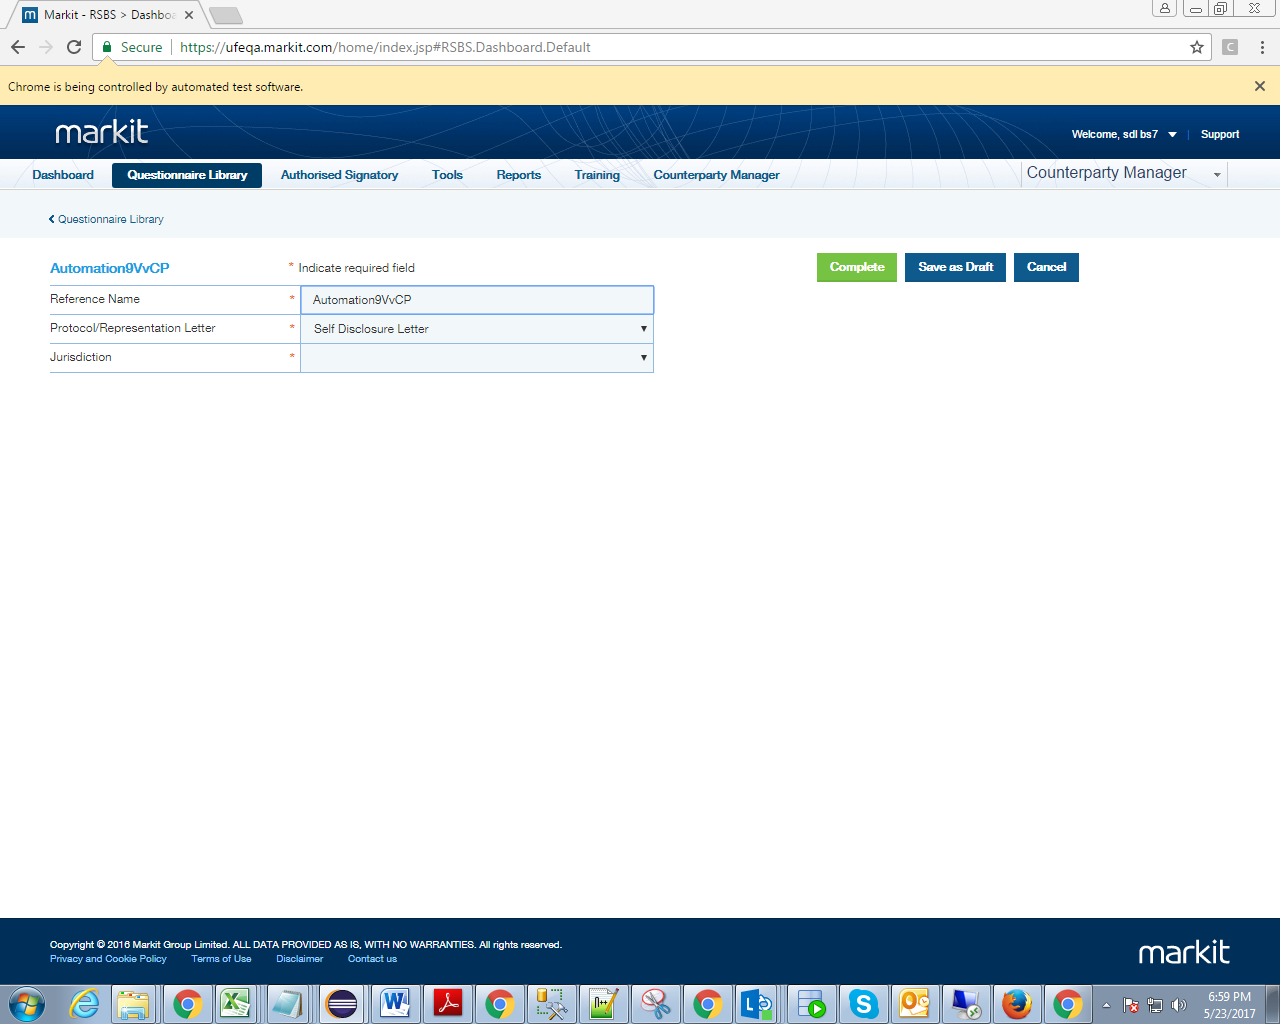 Markit - RSBS > Dashbo
Secure https://ufeqa.markit.com/home/index.jsp#RSBS.Dashboard.Default
Chrome is being controlled by automated test software.
markit
Welcome, sdl bs7 Support
Dashboard Questionnaire Library Authorised Signatory Tools Reports Training Counterparty Manager Counterparty Manager
Questionnaire Library
Automation9VvCP * Indicate required field Complete Save as Draft Cancel
Reference Name * Automation9VvCP
Protocol/Representation Letter * Self Disclosure Letter
Jurisdiction *
Copyright © 2016 Markit Group Limited. ALL DATA PROVIDED AS IS, WITH NO WARRANTIES. All rights reserved.
Privacy and Cookie Policy Terms of Use Disclaimer Contact us
markit
6:59 PM
5/23/2017